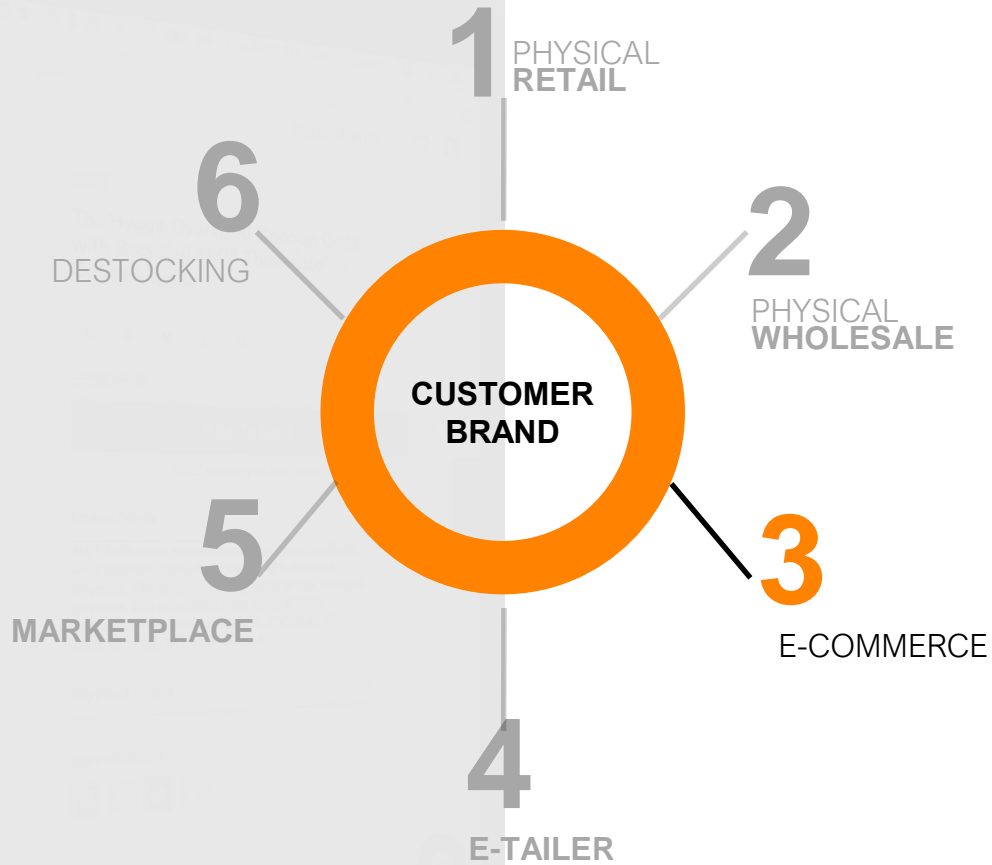 1
PHYSICAL
RETAIL
6
DESTOCKING
2
PHYSICAL
WHOLESALE
CUSTOMER
BRAND
5
MARKETPLACE
3
E-COMMERCE
4
E-TAILER